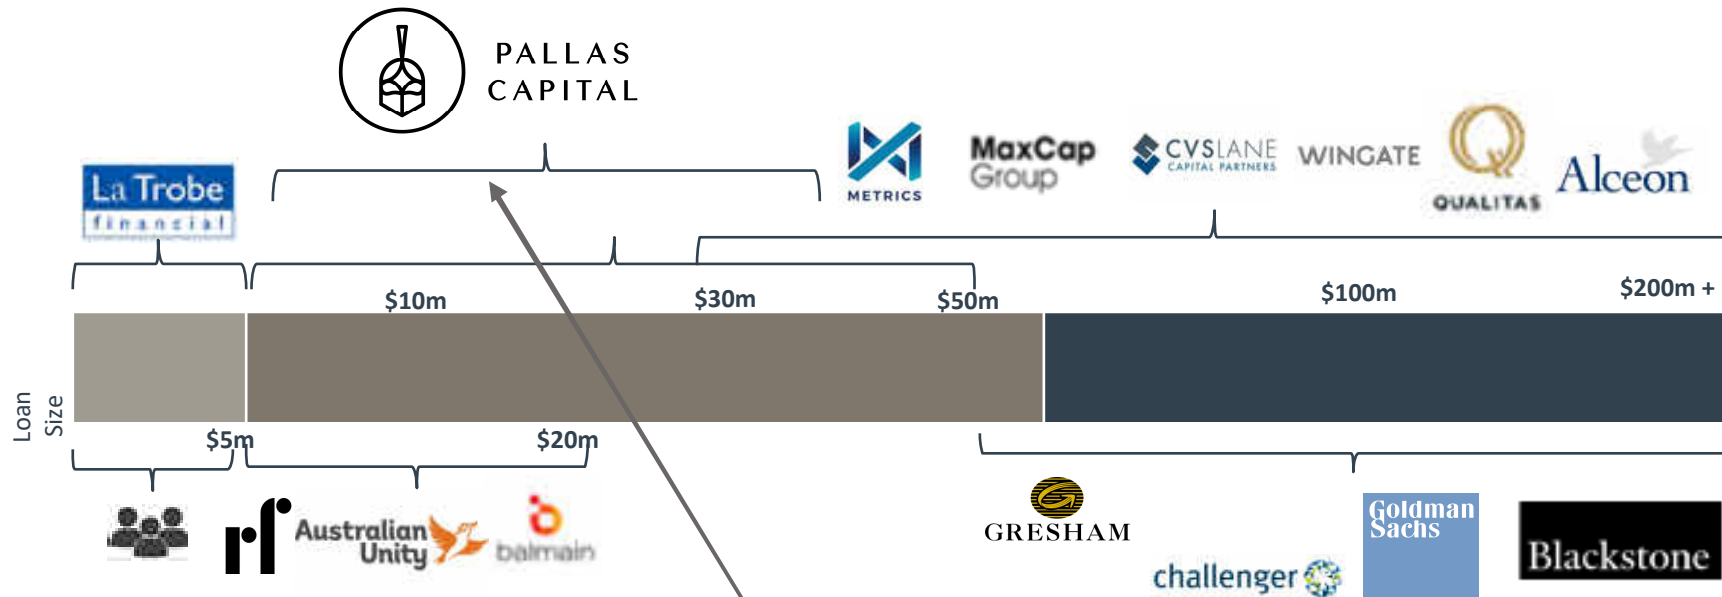 PALLAS
CAPITAL
La Trobe
financial
METRICS
MaxCap
Group
CVSLANE
CAPITAL PARTNERS
WINGATE
QUALITAS
Alceon
$10m
$30m
$50m
$100m
$200m +
Loan
Size
$5m
$20m
rf
Australian
Unity
balmain
GRESHAM
challenger
Goldman
Sachs
Blackstone